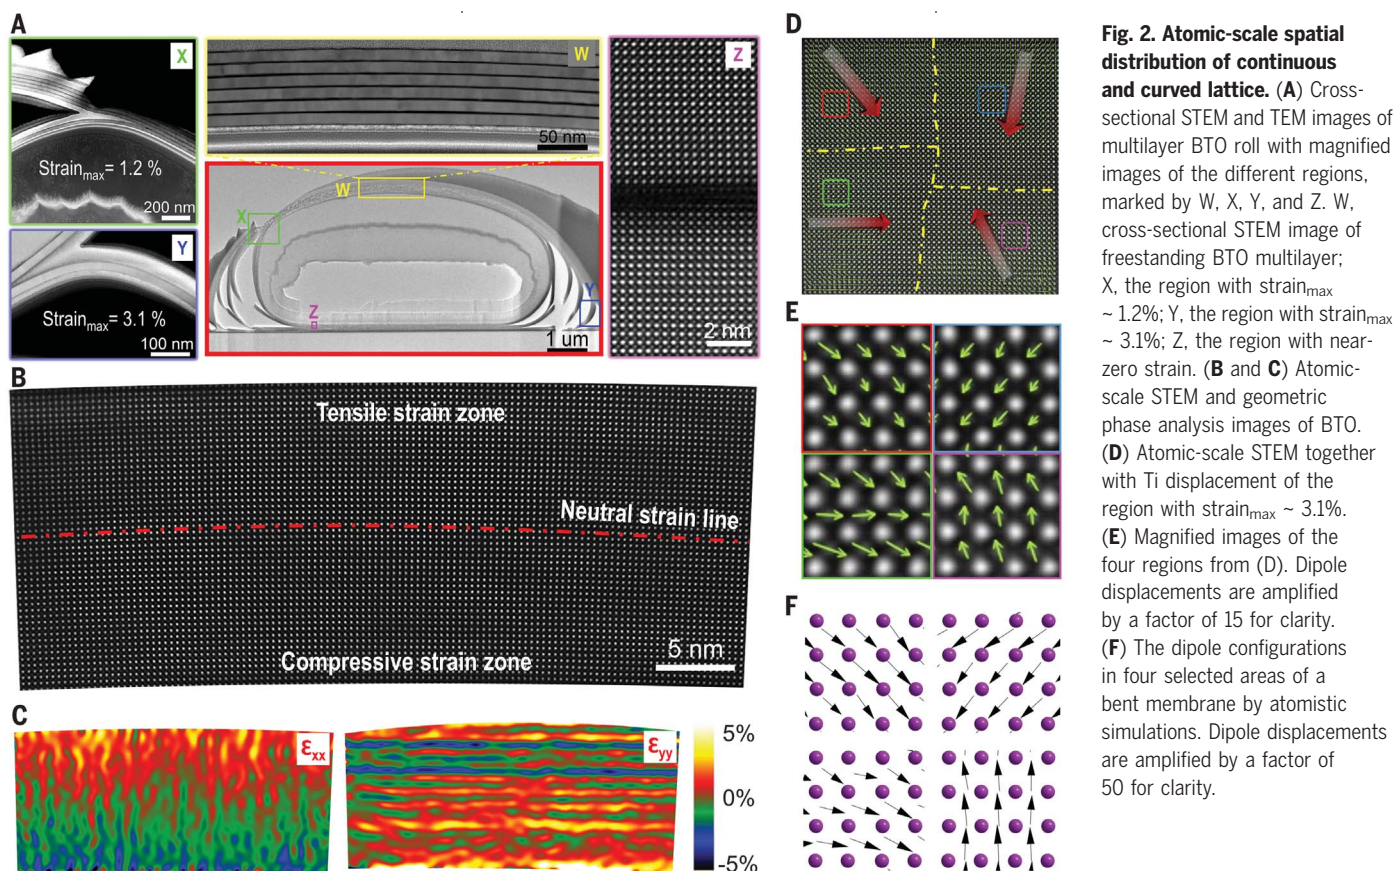 A
X
Strain_max = 1.2 %
200 nm
Y
Strain_max = 3.1 %
100 nm
W
50 nm
W
X
Y
Z
1 um
Z
2 nm
B
Tensile strain zone
Neutral strain line
Compressive strain zone
5 nm
C
ε_xx
ε_yy
5%
0%
-5%
D
E
F
Fig. 2. Atomic-scale spatial
distribution of continuous
and curved lattice. (A) Cross-
sectional STEM and TEM images of
multilayer BTO roll with magnified
images of the different regions,
marked by W, X, Y, and Z. W,
cross-sectional STEM image of
freestanding BTO multilayer;
X, the region with strain_max
~ 1.2%; Y, the region with strain_max
~ 3.1%; Z, the region with near-
zero strain. (B and C) Atomic-
scale STEM and geometric
phase analysis images of BTO.
(D) Atomic-scale STEM together
with Ti displacement of the
region with strain_max ~ 3.1%.
(E) Magnified images of the
four regions from (D). Dipole
displacements are amplified
by a factor of 15 for clarity.
(F) The dipole configurations
in four selected areas of a
bent membrane by atomistic
simulations. Dipole displacements
are amplified by a factor of
50 for clarity.